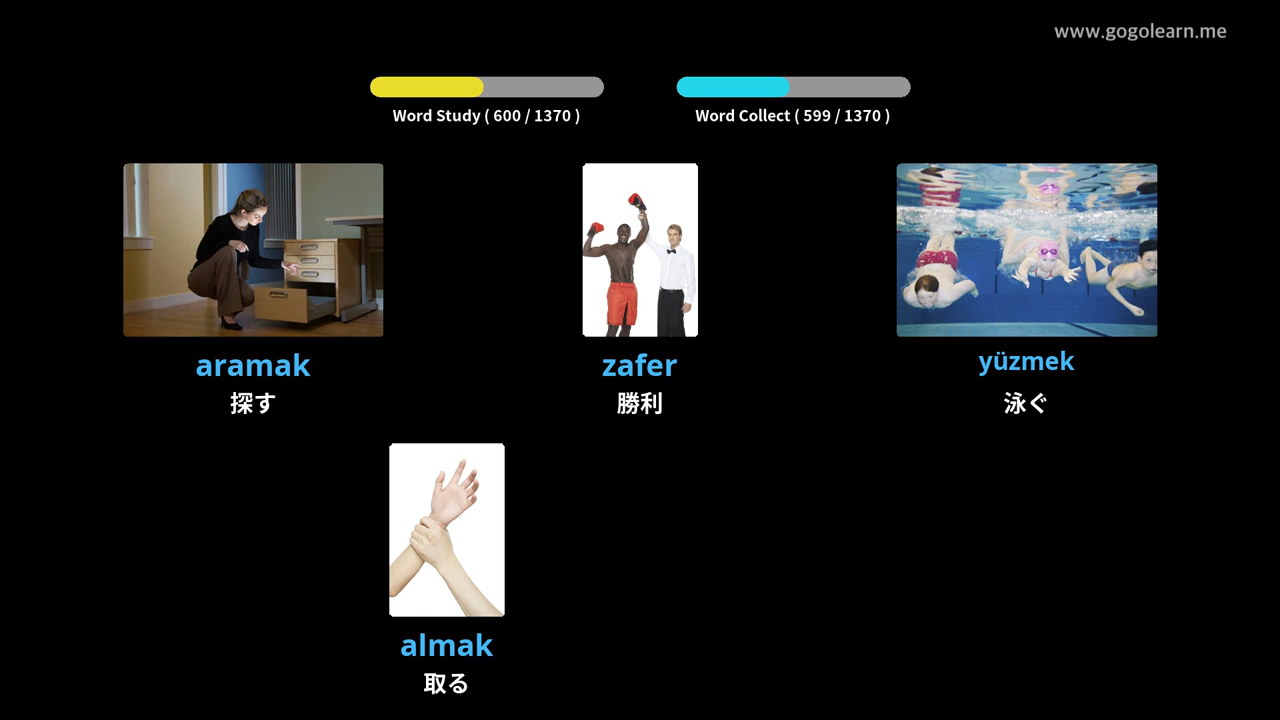 www.gogolearn.me
Word Study ( 600 / 1370 )
Word Collect ( 599 / 1370 )
aramak
探す
zafer
勝利
yüzmek
泳ぐ
almak
取る